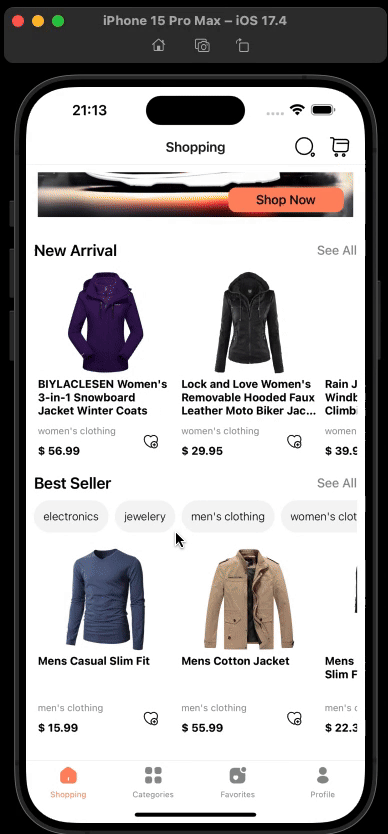 iPhone 15 Pro Max – iOS 17.4
21:13
Shopping
Shop Now
New Arrival
See All
BIYLACLESEN Women's
3-in-1 Snowboard
Jacket Winter Coats
women's clothing
$ 56.99
Lock and Love Women's
Removable Hooded Faux
Leather Moto Biker Jac...
women's clothing
$ 29.95
Rain J
Windb
Climbi
women
$ 39.9
Best Seller
See All
electronics
jewelery
men's clothing
women's clot
Mens Casual Slim Fit
men's clothing
$ 15.99
Mens Cotton Jacket
men's clothing
$ 55.99
Mens
Slim F
men's c
$ 22.3
Shopping
Categories
Favorites
Profile